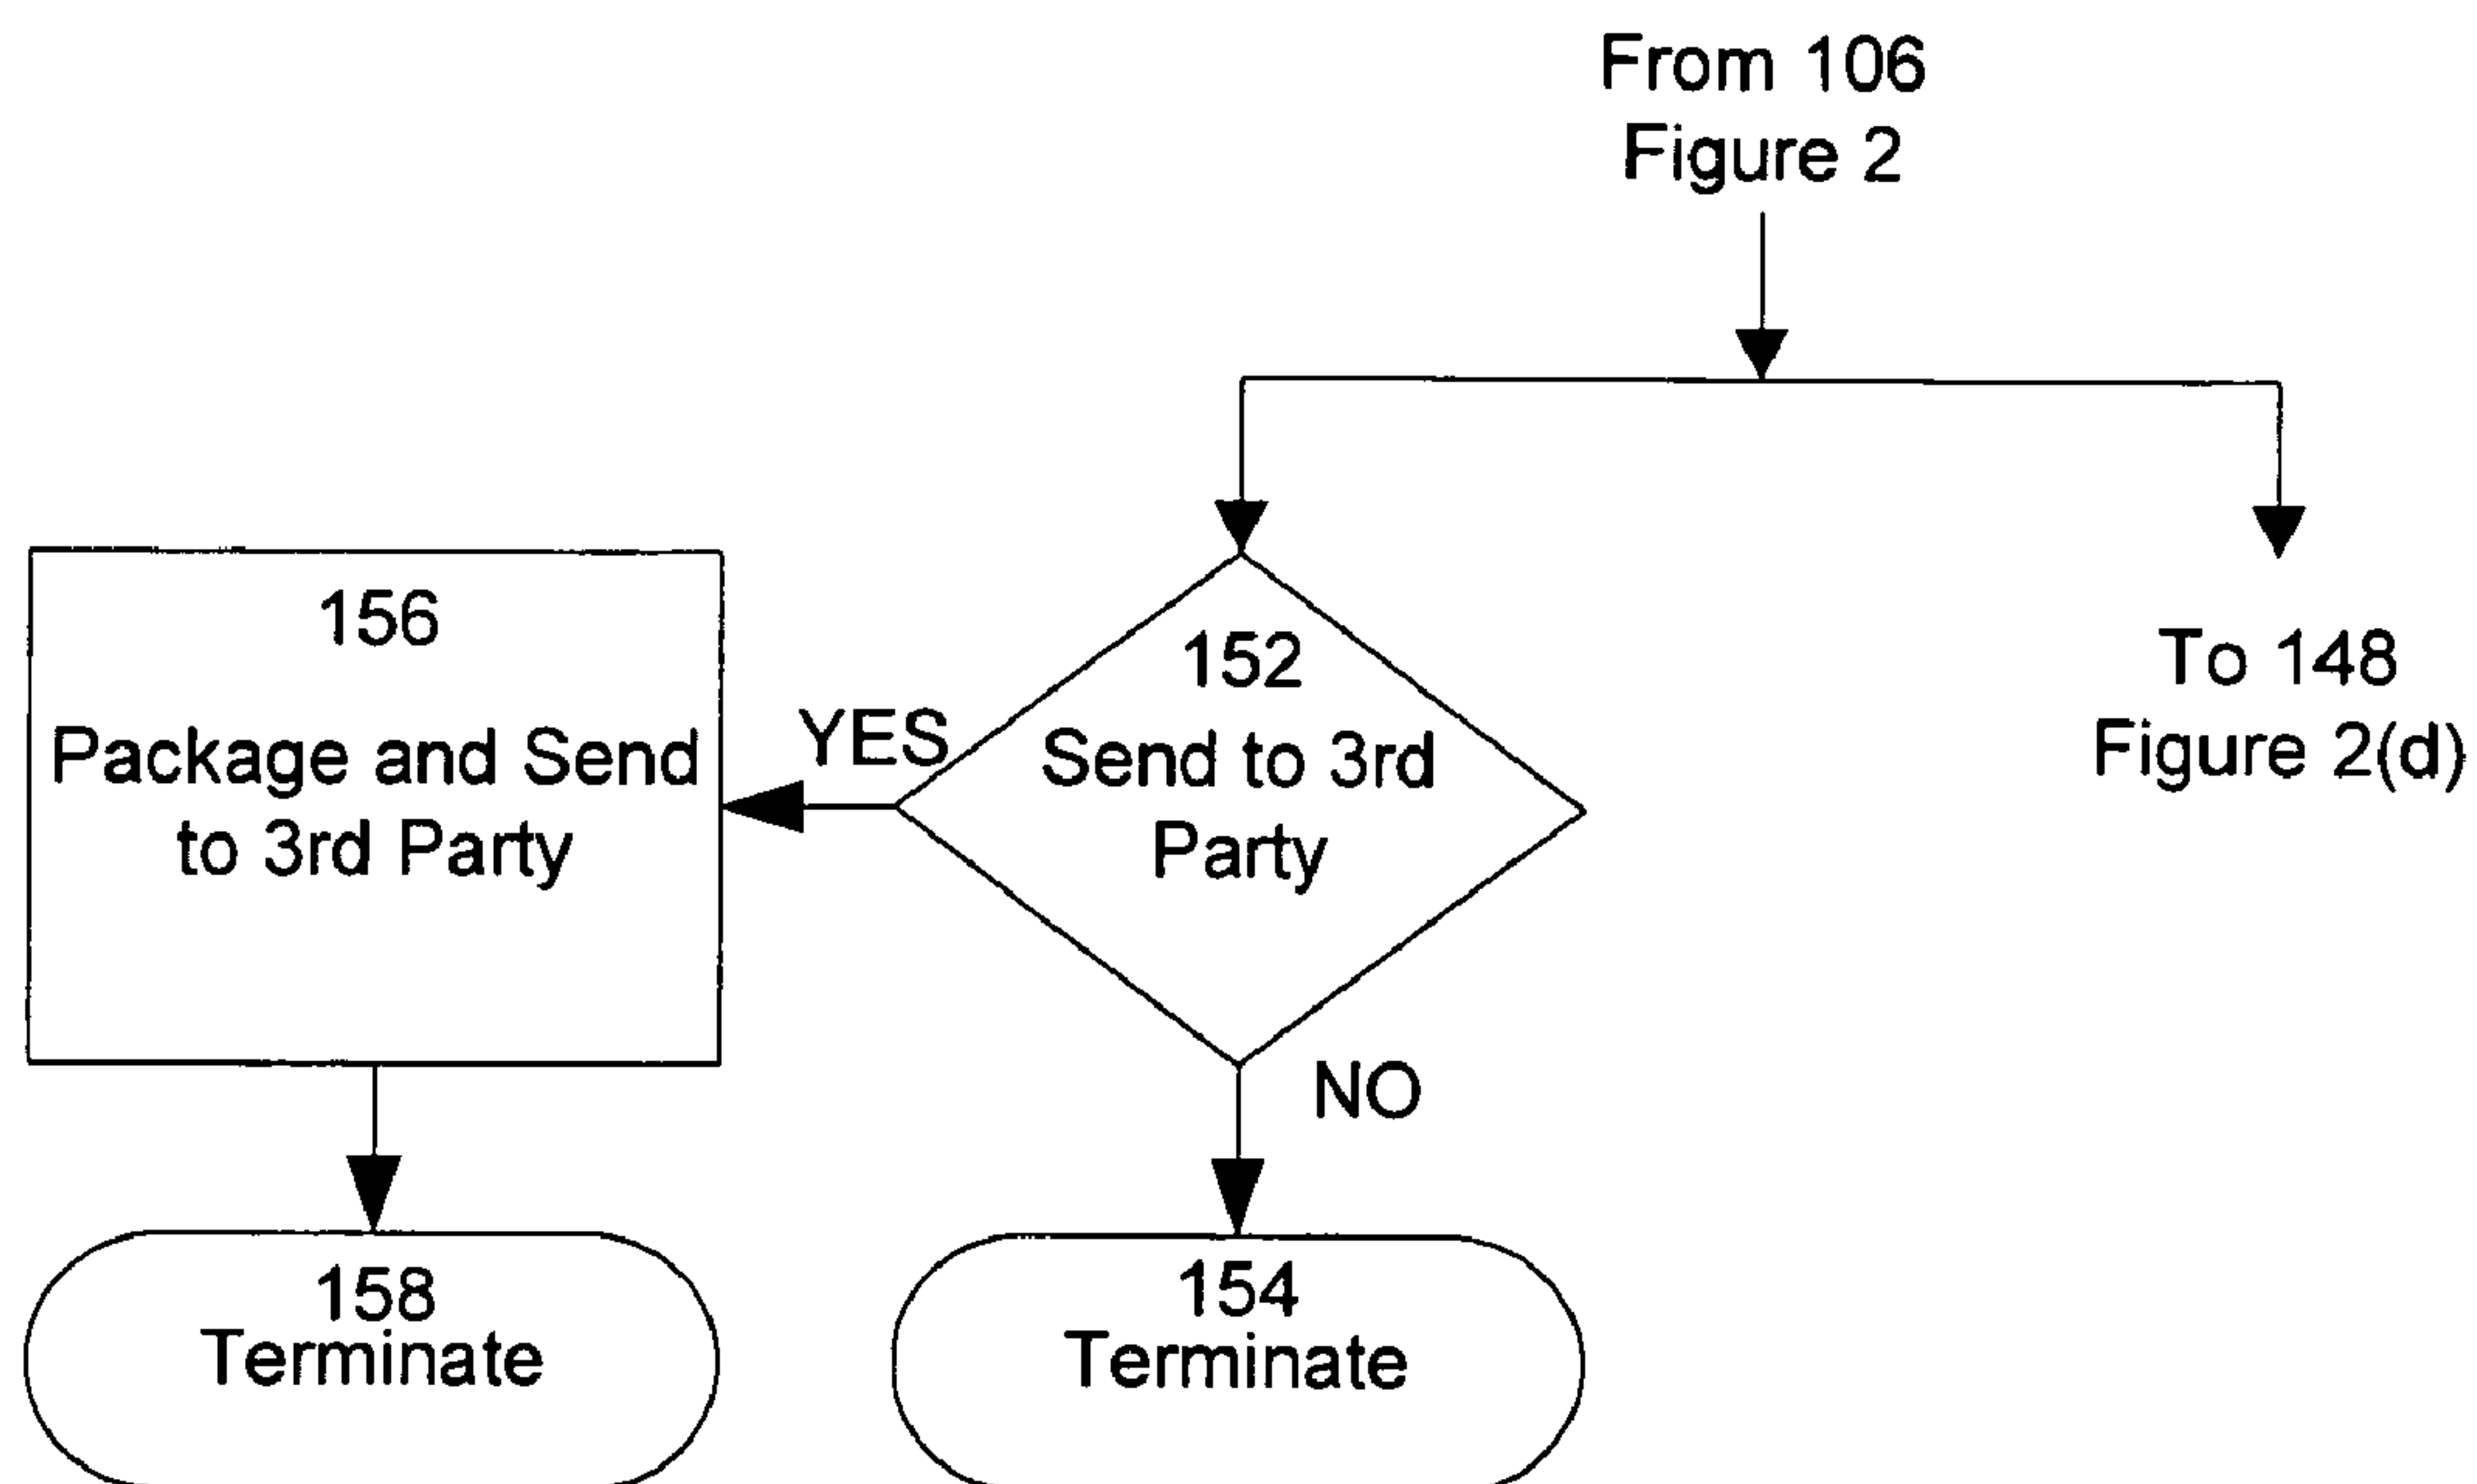 From 106
Figure 2
156
Package and Send
to 3rd Party
YES
152
Send to 3rd
Party
To 148
Figure 2(d)
NO
158
Terminate
154
Terminate